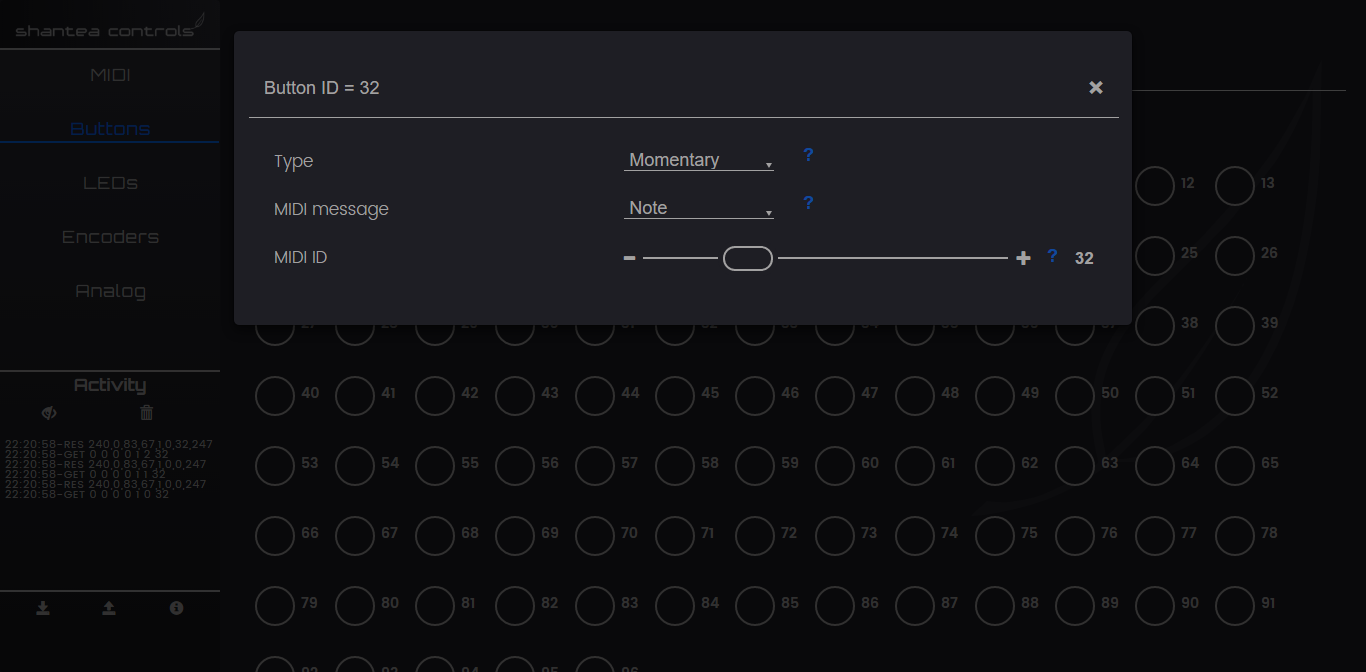 shantea controls
MIDI
Buttons
LEDs
Encoders
Analog
Activity
22:20:58-RES 240,0,83,67,1,0,32,247
22:20:58-GET 0 0 0 0 1 2 32
22:20:58-RES 240,0,83,67,1,0,0,247
22:20:58-GET 0 0 0 0 1 1 32
22:20:58-RES 240,0,83,67,1,0,0,247
22:20:58-GET 0 0 0 0 1 0 32
Button ID = 32
Type Momentary ?
MIDI message Note ?
MIDI ID ? 32
12 13
25 26
38 39
40 41 42 43 44 45 46 47 48 49 50 51 52
53 54 55 56 57 58 59 60 61 62 63 64 65
66 67 68 69 70 71 72 73 74 75 76 77 78
79 80 81 82 83 84 85 86 87 88 89 90 91
92 93 94 95 96